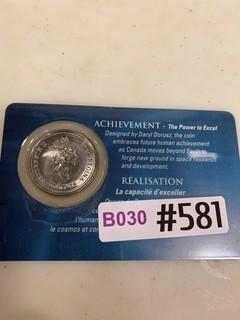 ACHIEVEMENT - The Power to Excel
Designed by Daryl Dorosz, the coin
embraces future human achievement
as Canada moves beyond Earth to
forge new ground in space research
and development.
RÉALISATION
La capacité d'exceller
B030 #581
l'huma
le cosmos et con